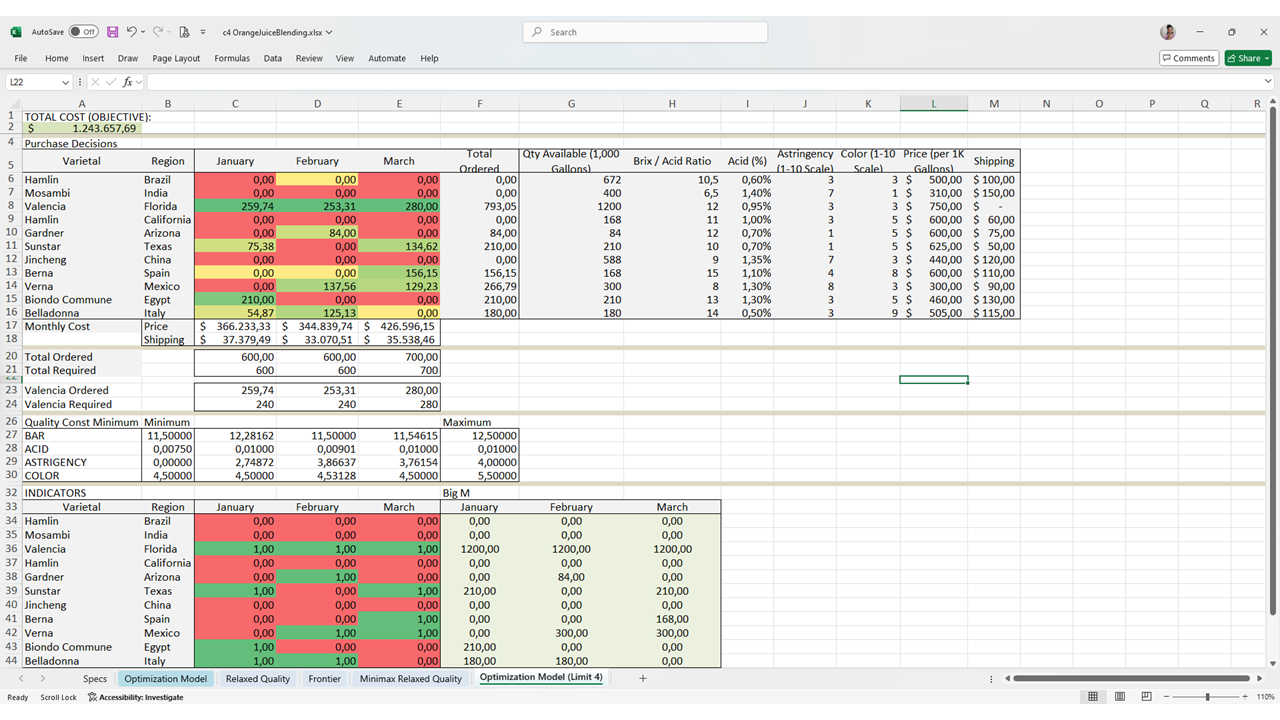 AutoSave Off c4 OrangeJuiceBlending.xlsx Search
File Home Insert Draw Page Layout Formulas Data Review View Automate Help Comments Share
L22 fx
A B C D E F G H I J K L M N O P Q R
1 TOTAL COST (OBJECTIVE):
2 $ 1.243.657,69
4 Purchase Decisions
5 Varietal Region January February March Total Ordered Qty Available (1,000 Gallons) Brix / Acid Ratio Acid (%) Astringency (1-10 Scale) Color (1-10 Scale) Price (per 1K Gallons) Shipping
6 Hamlin Brazil 0,00 0,00 0,00 0,00 672 10,5 0,60% 3 3 $ 500,00 $ 100,00
7 Mosambi India 0,00 0,00 0,00 0,00 400 6,5 1,40% 7 1 $ 310,00 $ 150,00
8 Valencia Florida 259,74 253,31 280,00 793,05 1200 12 0,95% 3 3 $ 750,00 $ -
9 Hamlin California 0,00 0,00 0,00 0,00 168 11 1,00% 3 5 $ 600,00 $ 60,00
10 Gardner Arizona 0,00 84,00 0,00 84,00 84 12 0,70% 1 5 $ 600,00 $ 75,00
11 Sunstar Texas 75,38 0,00 134,62 210,00 210 10 0,70% 1 5 $ 625,00 $ 50,00
12 Jincheng China 0,00 0,00 0,00 0,00 588 9 1,35% 7 3 $ 440,00 $ 120,00
13 Berna Spain 0,00 0,00 156,15 156,15 168 15 1,10% 4 8 $ 600,00 $ 110,00
14 Verna Mexico 0,00 137,56 129,23 266,79 300 8 1,30% 8 3 $ 300,00 $ 90,00
15 Biondo Commune Egypt 210,00 0,00 0,00 210,00 210 13 1,30% 3 5 $ 460,00 $ 130,00
16 Belladonna Italy 54,87 125,13 0,00 180,00 180 14 0,50% 3 9 $ 505,00 $ 115,00
17 Monthly Cost Price $ 366.233,33 $ 344.839,74 $ 426.596,15
18 Shipping $ 37.379,49 $ 33.070,51 $ 35.538,46
20 Total Ordered 600,00 600,00 700,00
21 Total Required 600 600 700
23 Valencia Ordered 259,74 253,31 280,00
24 Valencia Required 240 240 280
26 Quality Const Minimum Minimum Maximum
27 BAR 11,50000 12,28162 11,50000 11,54615 12,50000
28 ACID 0,00750 0,01000 0,00901 0,01000 0,01000
29 ASTRIGENCY 0,00000 2,74872 3,86637 3,76154 4,00000
30 COLOR 4,50000 4,50000 4,53128 4,50000 5,50000
32 INDICATORS Big M
33 Varietal Region January February March January February March
34 Hamlin Brazil 0,00 0,00 0,00 0,00 0,00 0,00
35 Mosambi India 0,00 0,00 0,00 0,00 0,00 0,00
36 Valencia Florida 1,00 1,00 1,00 1200,00 1200,00 1200,00
37 Hamlin California 0,00 0,00 0,00 0,00 0,00 0,00
38 Gardner Arizona 0,00 1,00 0,00 0,00 84,00 0,00
39 Sunstar Texas 1,00 0,00 1,00 210,00 0,00 210,00
40 Jincheng China 0,00 0,00 0,00 0,00 0,00 0,00
41 Berna Spain 0,00 0,00 1,00 0,00 0,00 168,00
42 Verna Mexico 0,00 1,00 1,00 0,00 300,00 300,00
43 Biondo Commune Egypt 1,00 0,00 0,00 210,00 0,00 0,00
44 Belladonna Italy 1,00 1,00 0,00 180,00 180,00 0,00
Specs Optimization Model Relaxed Quality Frontier Minimax Relaxed Quality Optimization Model (Limit 4)
Ready Scroll Lock Accessibility: Investigate 110%